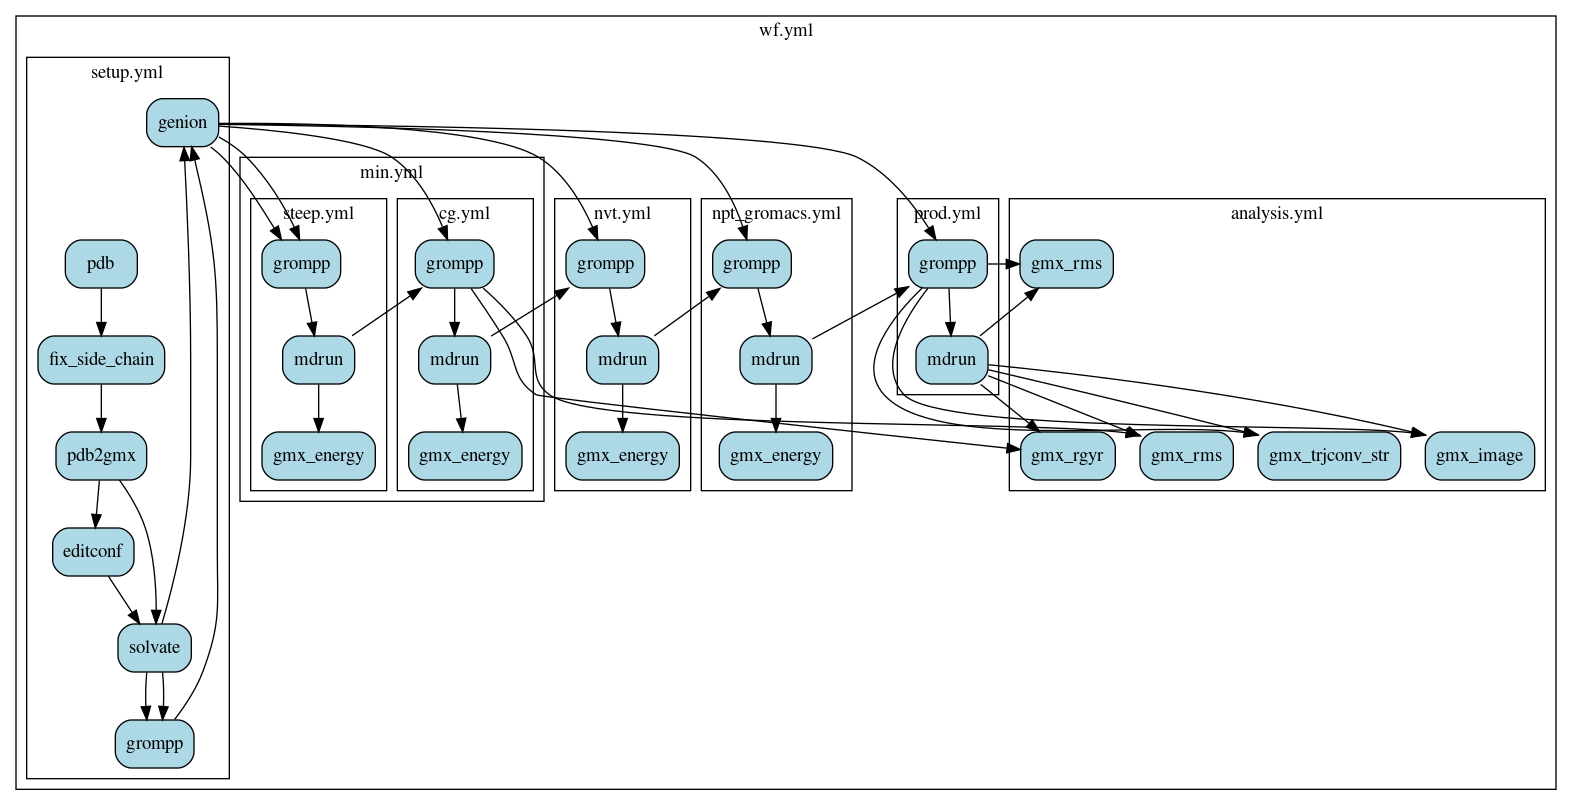 wf.yml
setup.yml
genion
pdb
fix_side_chain
pdb2gmx
editconf
solvate
grompp
min.yml
steep.yml
grompp
mdrun
gmx_energy
cg.yml
grompp
mdrun
gmx_energy
nvt.yml
grompp
mdrun
gmx_energy
npt_gromacs.yml
grompp
mdrun
gmx_energy
prod.yml
grompp
mdrun
analysis.yml
gmx_rms
gmx_rgyr
gmx_rms
gmx_trjconv_str
gmx_image